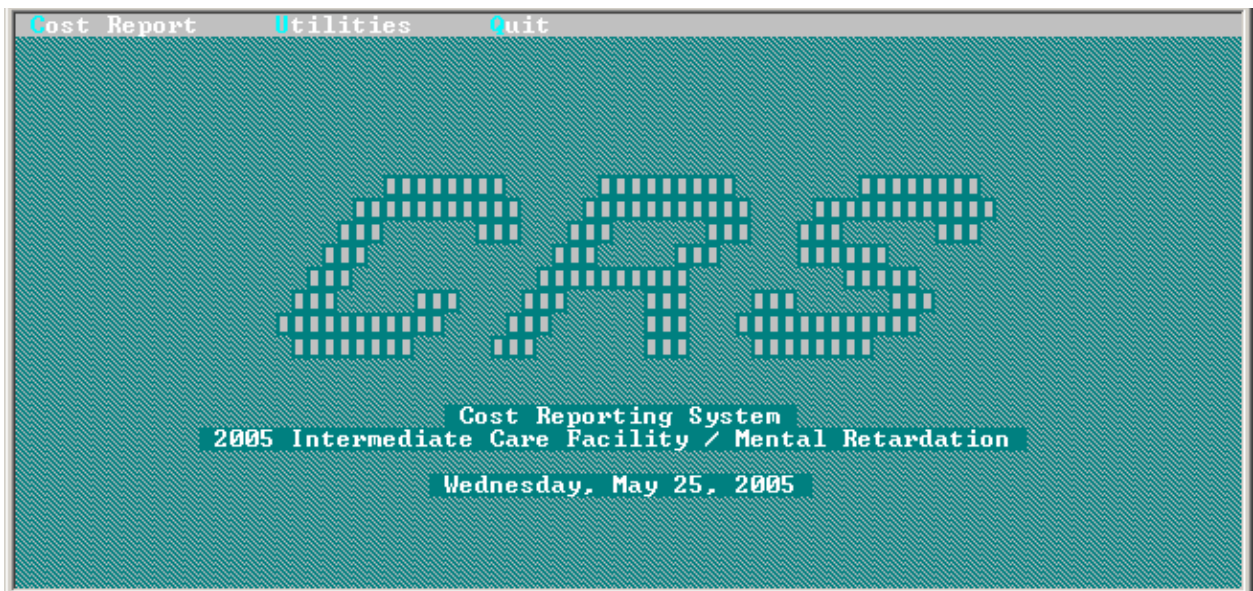 Cost Report Utilities Quit
CRS
Cost Reporting System
2005 Intermediate Care Facility / Mental Retardation
Wednesday, May 25, 2005